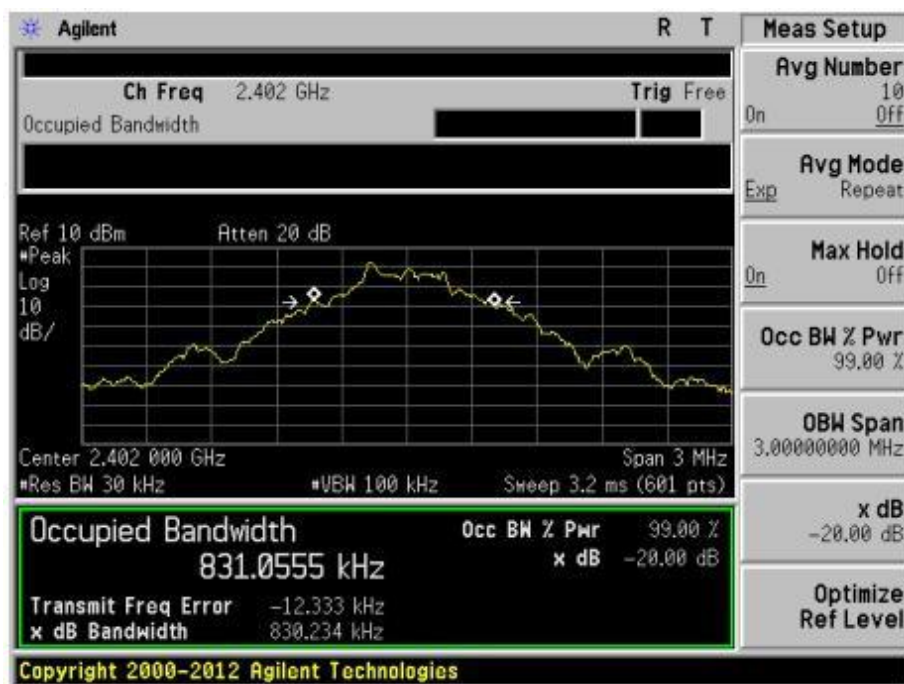 Agilent R T
Ch Freq 2.402 GHz Trig Free
Occupied Bandwidth
Ref 10 dBm Atten 20 dB
#Peak
Log
10
dB/
Center 2.402 000 GHz Span 3 MHz
#Res BW 30 kHz #VBW 100 kHz Sweep 3.2 ms (601 pts)
Occupied Bandwidth
831.0555 kHz
Occ BW % Pwr 99.00 %
x dB -20.00 dB
Transmit Freq Error -12.333 kHz
x dB Bandwidth 830.234 kHz
Copyright 2000-2012 Agilent Technologies
Meas Setup
Avg Number
10
On Off
Avg Mode
Exp Repeat
Max Hold
On Off
Occ BW % Pwr
99.00 %
OBW Span
3.00000000 MHz
x dB
-20.00 dB
Optimize
Ref Level